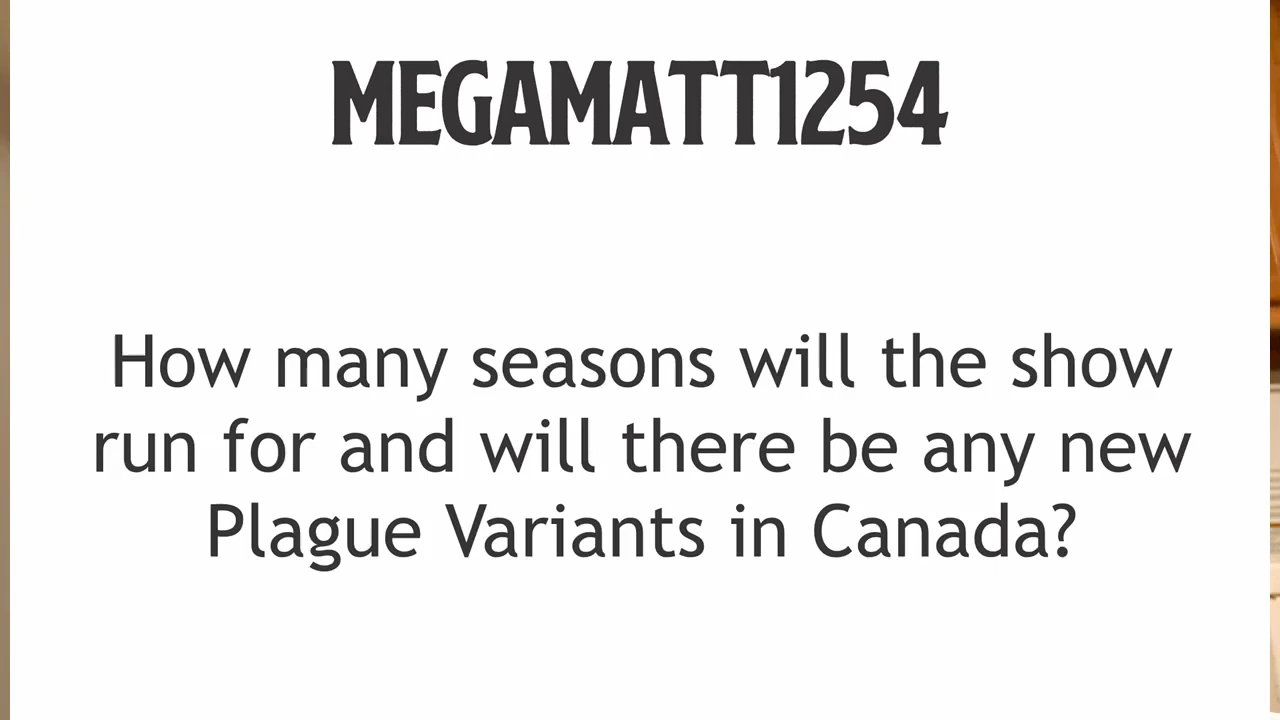 MEGAMATT1254
How many seasons will the show
run for and will there be any new
Plague Variants in Canada?